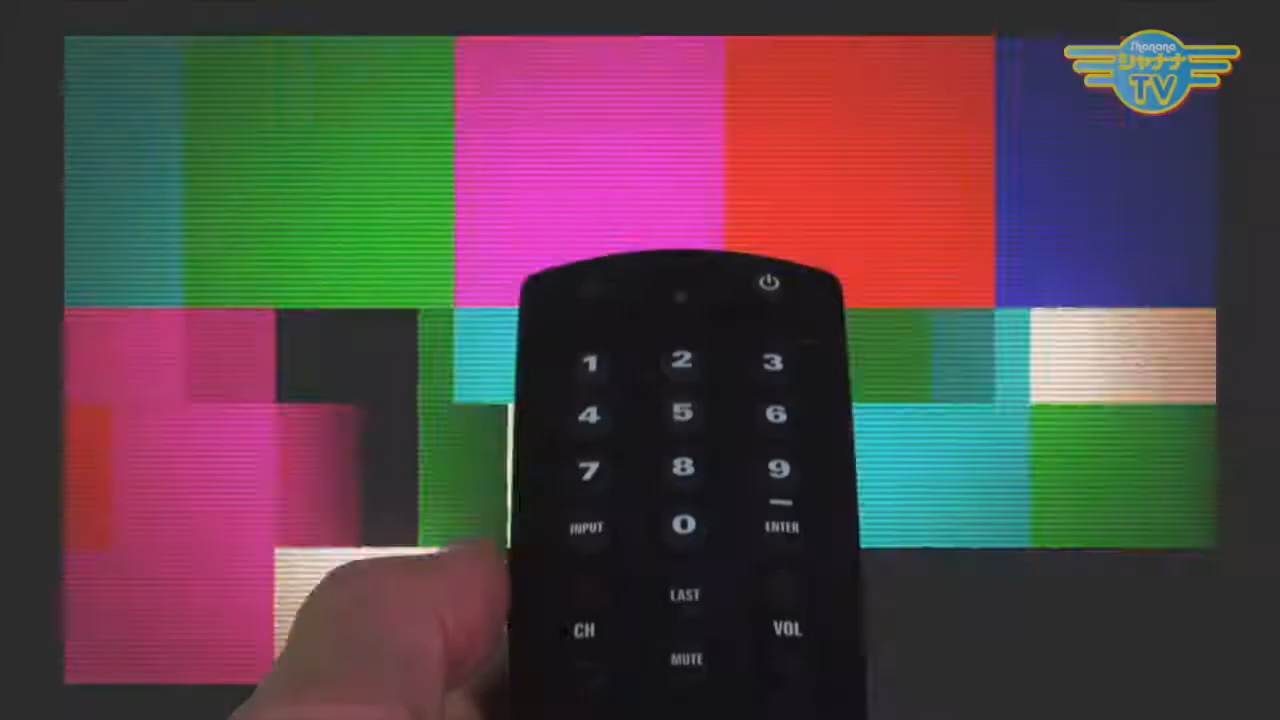 Shanana
シャナナ
TV
1 2 3
4 5 6
7 8 9
INPUT 0 ENTER
LAST
CH VOL
MUTE